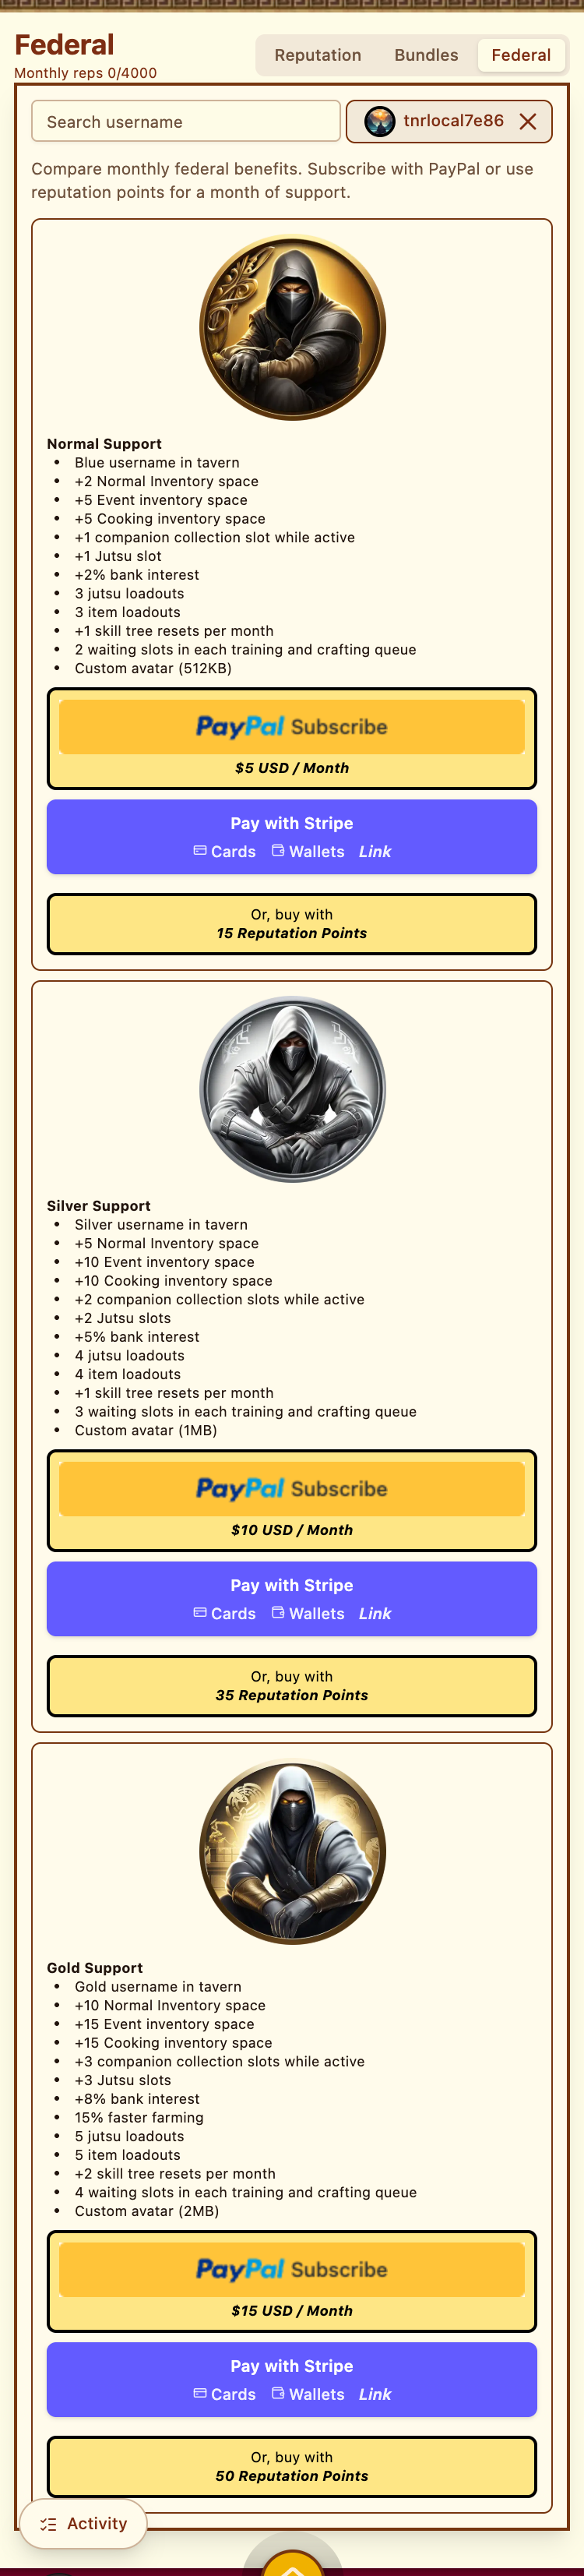 Federal
Monthly reps 0/4000
Reputation
Bundles
Federal
Search username
tnrlocal7e86
Compare monthly federal benefits. Subscribe with PayPal or use
reputation points for a month of support.
Normal Support
• Blue username in tavern
• +2 Normal Inventory space
• +5 Event inventory space
• +5 Cooking inventory space
• +1 companion collection slot while active
• +1 Jutsu slot
• +2% bank interest
• 3 jutsu loadouts
• 3 item loadouts
• +1 skill tree resets per month
• 2 waiting slots in each training and crafting queue
• Custom avatar (512KB)
PayPal Subscribe
$5 USD / Month
Pay with Stripe
Cards Wallets Link
Or, buy with
15 Reputation Points
Silver Support
• Silver username in tavern
• +5 Normal Inventory space
• +10 Event inventory space
• +10 Cooking inventory space
• +2 companion collection slots while active
• +2 Jutsu slots
• +5% bank interest
• 4 jutsu loadouts
• 4 item loadouts
• +1 skill tree resets per month
• 3 waiting slots in each training and crafting queue
• Custom avatar (1MB)
PayPal Subscribe
$10 USD / Month
Pay with Stripe
Cards Wallets Link
Or, buy with
35 Reputation Points
Gold Support
• Gold username in tavern
• +10 Normal Inventory space
• +15 Event inventory space
• +15 Cooking inventory space
• +3 companion collection slots while active
• +3 Jutsu slots
• +8% bank interest
• 15% faster farming
• 5 jutsu loadouts
• 5 item loadouts
• +2 skill tree resets per month
• 4 waiting slots in each training and crafting queue
• Custom avatar (2MB)
PayPal Subscribe
$15 USD / Month
Pay with Stripe
Cards Wallets Link
Or, buy with
50 Reputation Points
Activity